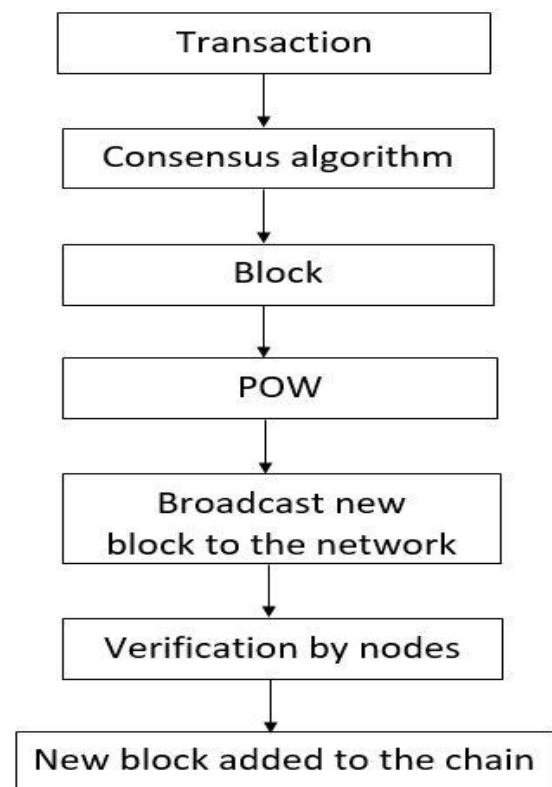 Transaction
Consensus algorithm
Block
POW
Broadcast new
block to the network
Verification by nodes
New block added to the chain